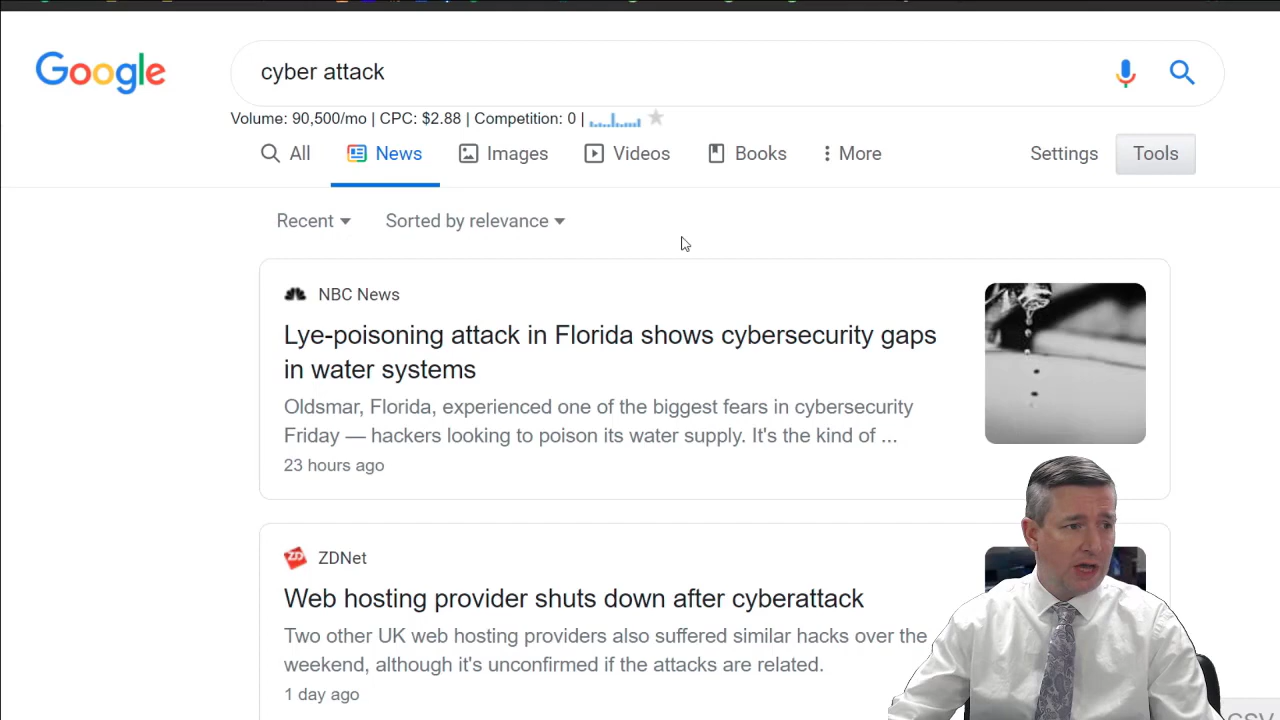 Google
cyber attack
Volume: 90,500/mo | CPC: $2.88 | Competition: 0 |
All News Images Videos Books More Settings Tools
Recent Sorted by relevance
NBC News
Lye-poisoning attack in Florida shows cybersecurity gaps
in water systems
Oldsmar, Florida, experienced one of the biggest fears in cybersecurity
Friday — hackers looking to poison its water supply. It's the kind of ...
23 hours ago
ZD ZDNet
Web hosting provider shuts down after cyberattack
Two other UK web hosting providers also suffered similar hacks over the
weekend, although it's unconfirmed if the attacks are related.
1 day ago